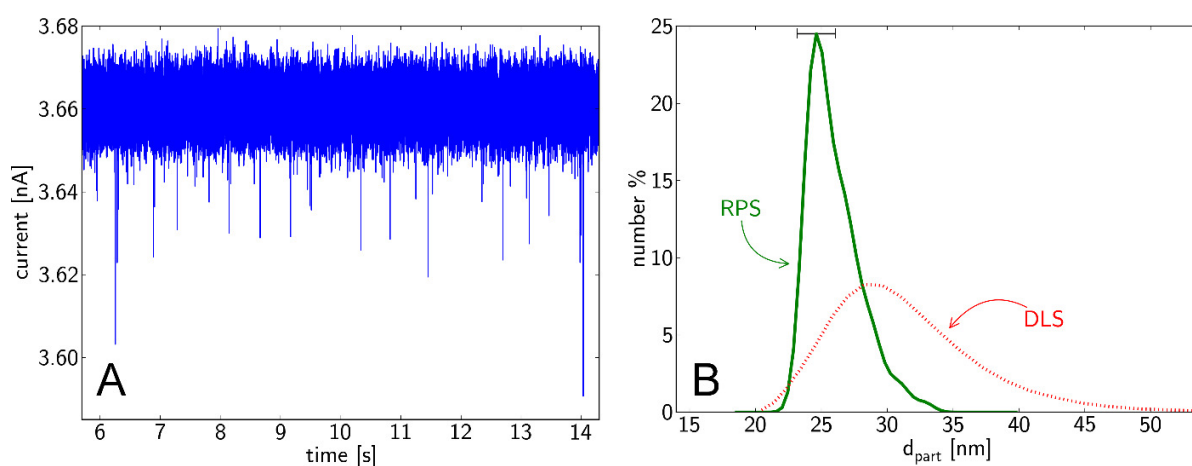 3.68
3.66
3.64
3.62
3.60
current [nA]
6 7 8 9 10 11 12 13 14
time [s]
A
25
20
15
10
5
0
number %
14 20 25 30 35 40 45 50
d_part [nm]
RPS
DLS
B